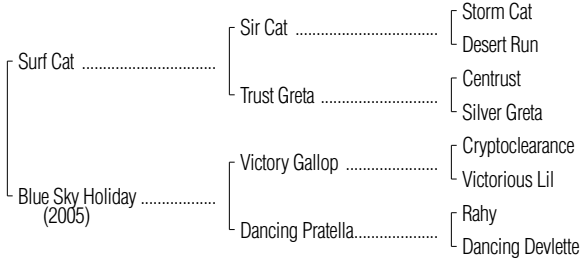 Storm Cat
Sir Cat ..................................
Desert Run
Surf Cat ................................
Centrust
Trust Greta ............................
Silver Greta
Cryptoclearance
Victory Gallop ......................
Victorious Lil
Blue Sky Holiday ..................
(2005)
Rahy
Dancing Pratella....................
Dancing Devlette